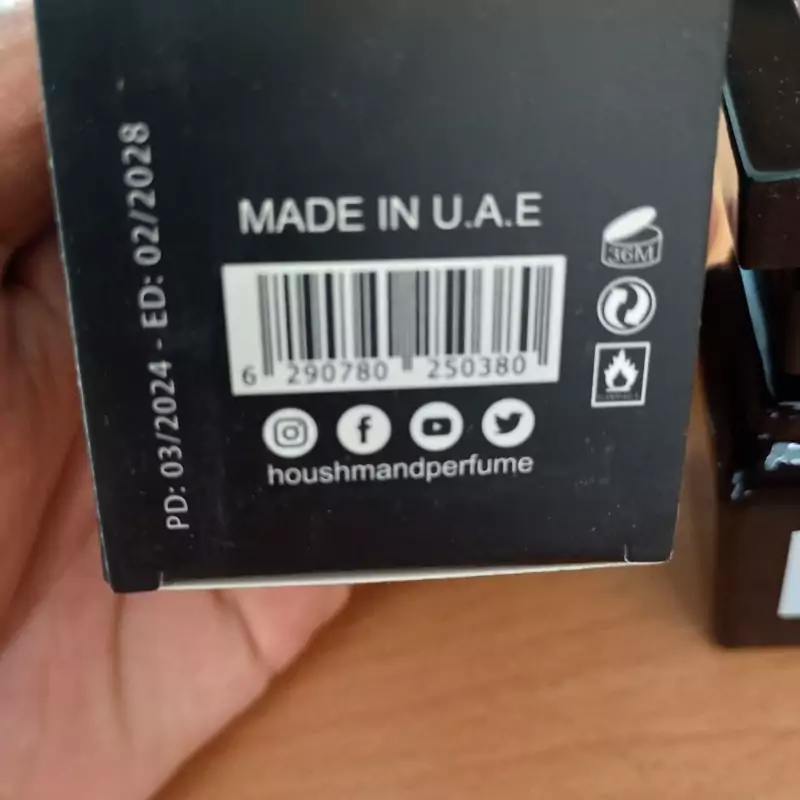 PD: 03/2024 - ED: 02/2028
MADE IN U.A.E
36M
6 290780 250380
houshmandperfume